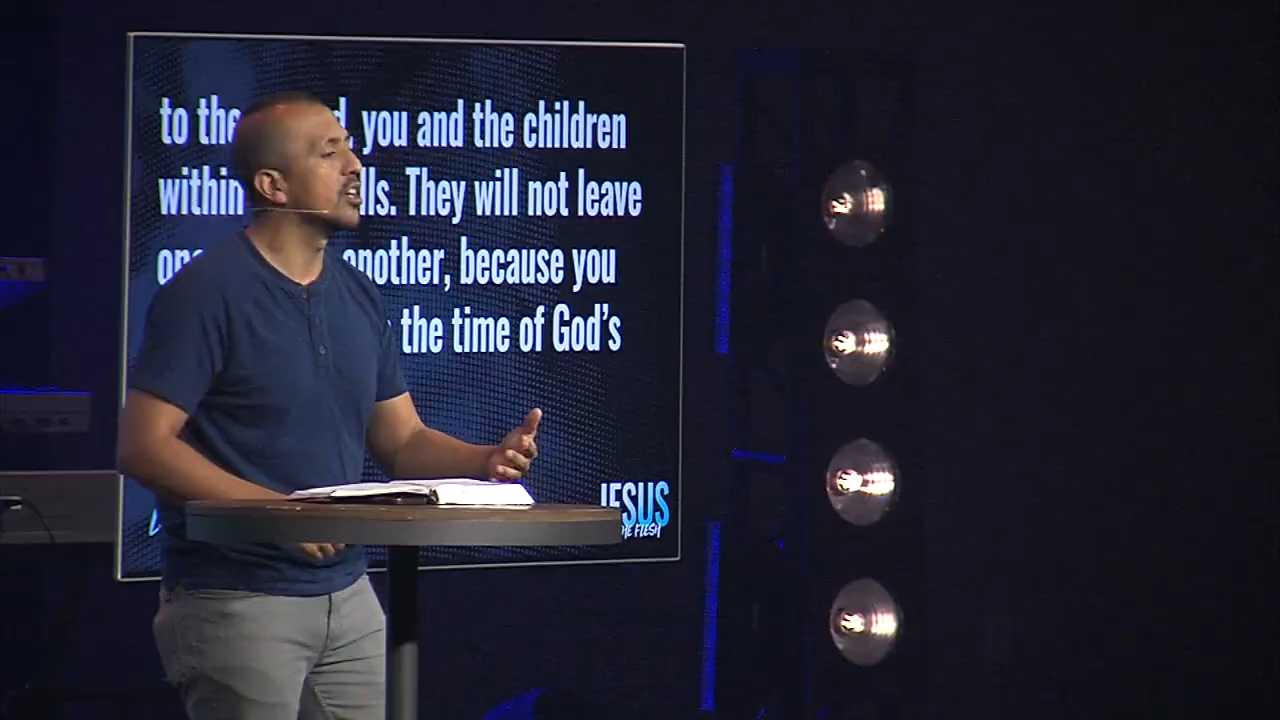 to the you and the children
within lls. They will not leave
on another, because you
the time of God's
JESUS
THE FLESH